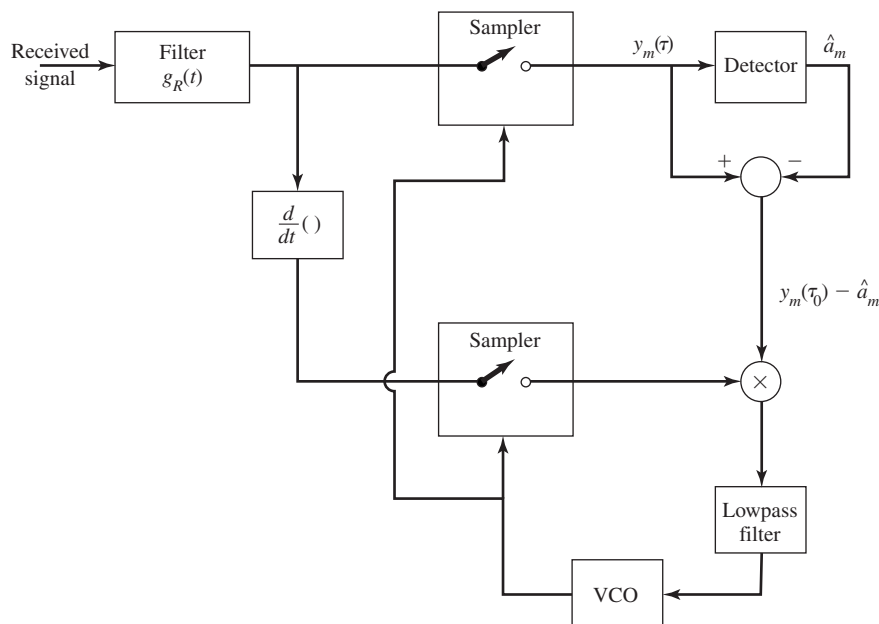 Received
signal
Filter
g_R(t)
Sampler
y_m(τ)
Detector
â_m
+
−
d/dt ( )
y_m(τ_0) − â_m
Sampler
×
Lowpass
filter
VCO